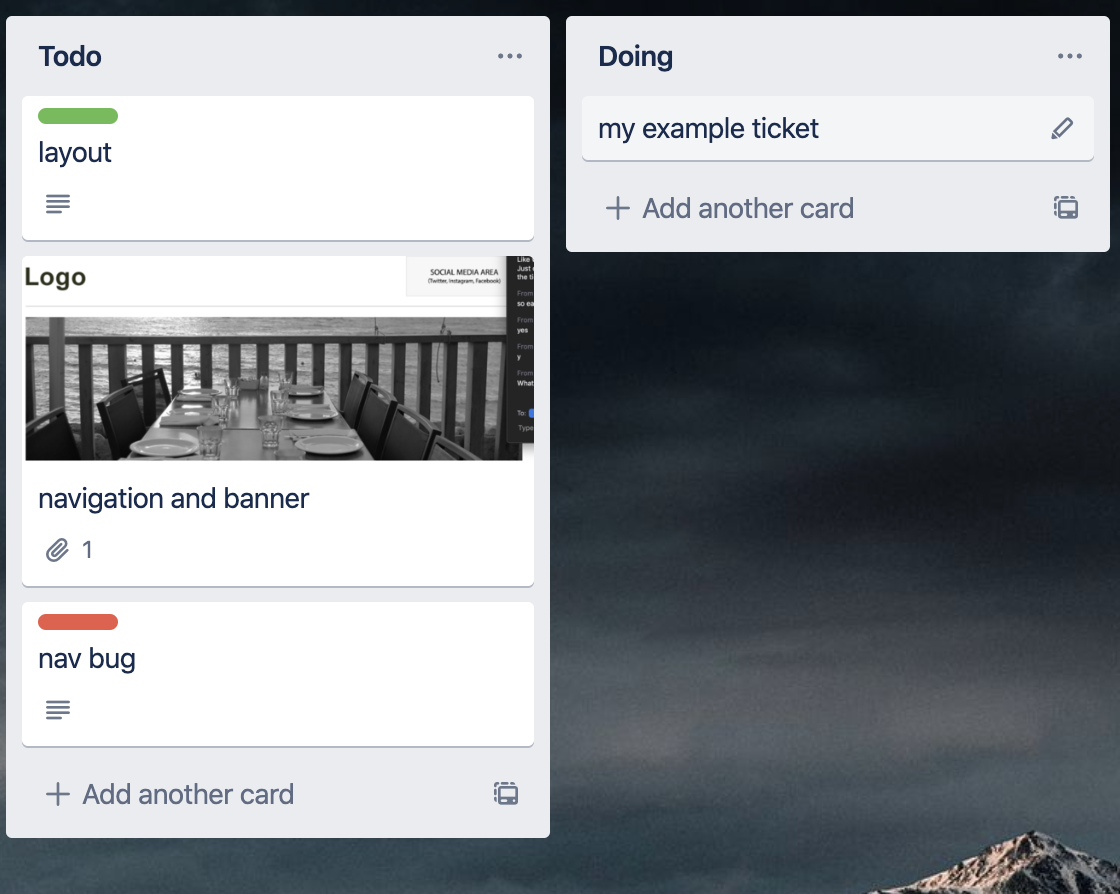 Todo
layout
Logo
SOCIAL MEDIA AREA
(Twitter, Instagram, Facebook)
Like
Just
the ti
From
so ea
From
yes
From
y
From
What
To:
Type
navigation and banner
1
nav bug
Add another card
Doing
my example ticket
Add another card